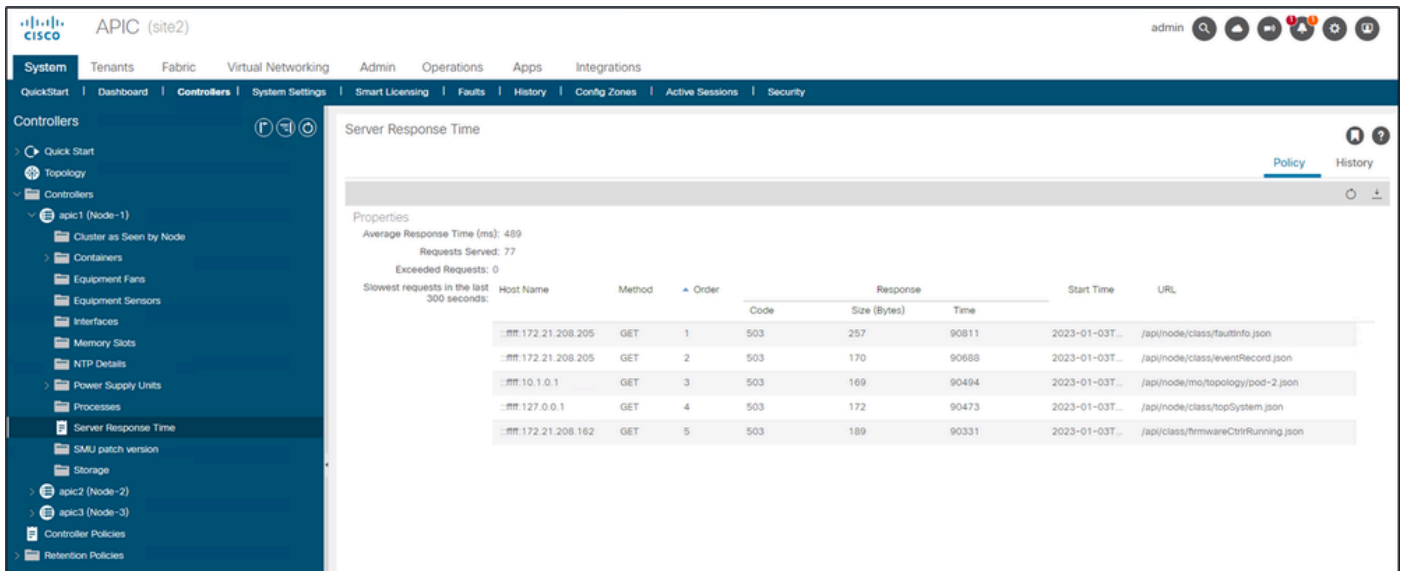 cisco APIC (site2) admin 1 1
System Tenants Fabric Virtual Networking Admin Operations Apps Integrations
QuickStart | Dashboard | Controllers | System Settings | Smart Licensing | Faults | History | Config Zones | Active Sessions | Security
Controllers
Quick Start
Topology
Controllers
apic1 (Node-1)
Cluster as Seen by Node
Containers
Equipment Fans
Equipment Sensors
Interfaces
Memory Slots
NTP Details
Power Supply Units
Processes
Server Response Time
SMU patch version
Storage
apic2 (Node-2)
apic3 (Node-3)
Controller Policies
Retention Policies
Server Response Time
Policy History
Properties
Average Response Time (ms): 489
Requests Served: 77
Exceeded Requests: 0
Slowest requests in the last
300 seconds:
Host Name Method Order Response Start Time URL
Code Size (Bytes) Time
::ffff:172.21.208.205 GET 1 503 257 90811 2023-01-03T... /api/node/class/faultInfo.json
::ffff:172.21.208.205 GET 2 503 170 90688 2023-01-03T... /api/node/class/eventRecord.json
::ffff:10.1.0.1 GET 3 503 169 90494 2023-01-03T... /api/node/mo/topology/pod-2.json
::ffff:127.0.0.1 GET 4 503 172 90473 2023-01-03T... /api/node/class/topSystem.json
::ffff:172.21.208.162 GET 5 503 189 90331 2023-01-03T... /api/class/firmwareCtrlrRunning.json